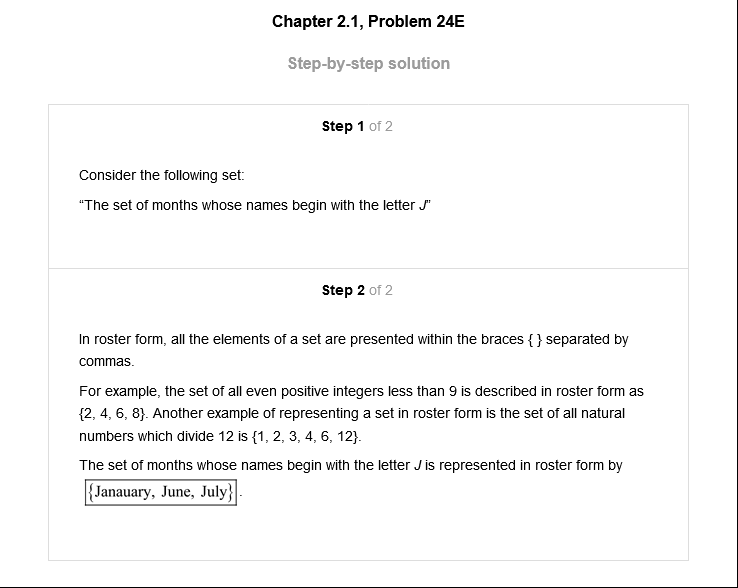 Chapter 2.1, Problem 24E
Step-by-step solution
Step 1 of 2
Consider the following set:
“The set of months whose names begin with the letter J”
Step 2 of 2
In roster form, all the elements of a set are presented within the braces { } separated by
commas.
For example, the set of all even positive integers less than 9 is described in roster form as
{2, 4, 6, 8}. Another example of representing a set in roster form is the set of all natural
numbers which divide 12 is {1, 2, 3, 4, 6, 12}.
The set of months whose names begin with the letter J is represented in roster form by
{Janauary, June, July}.